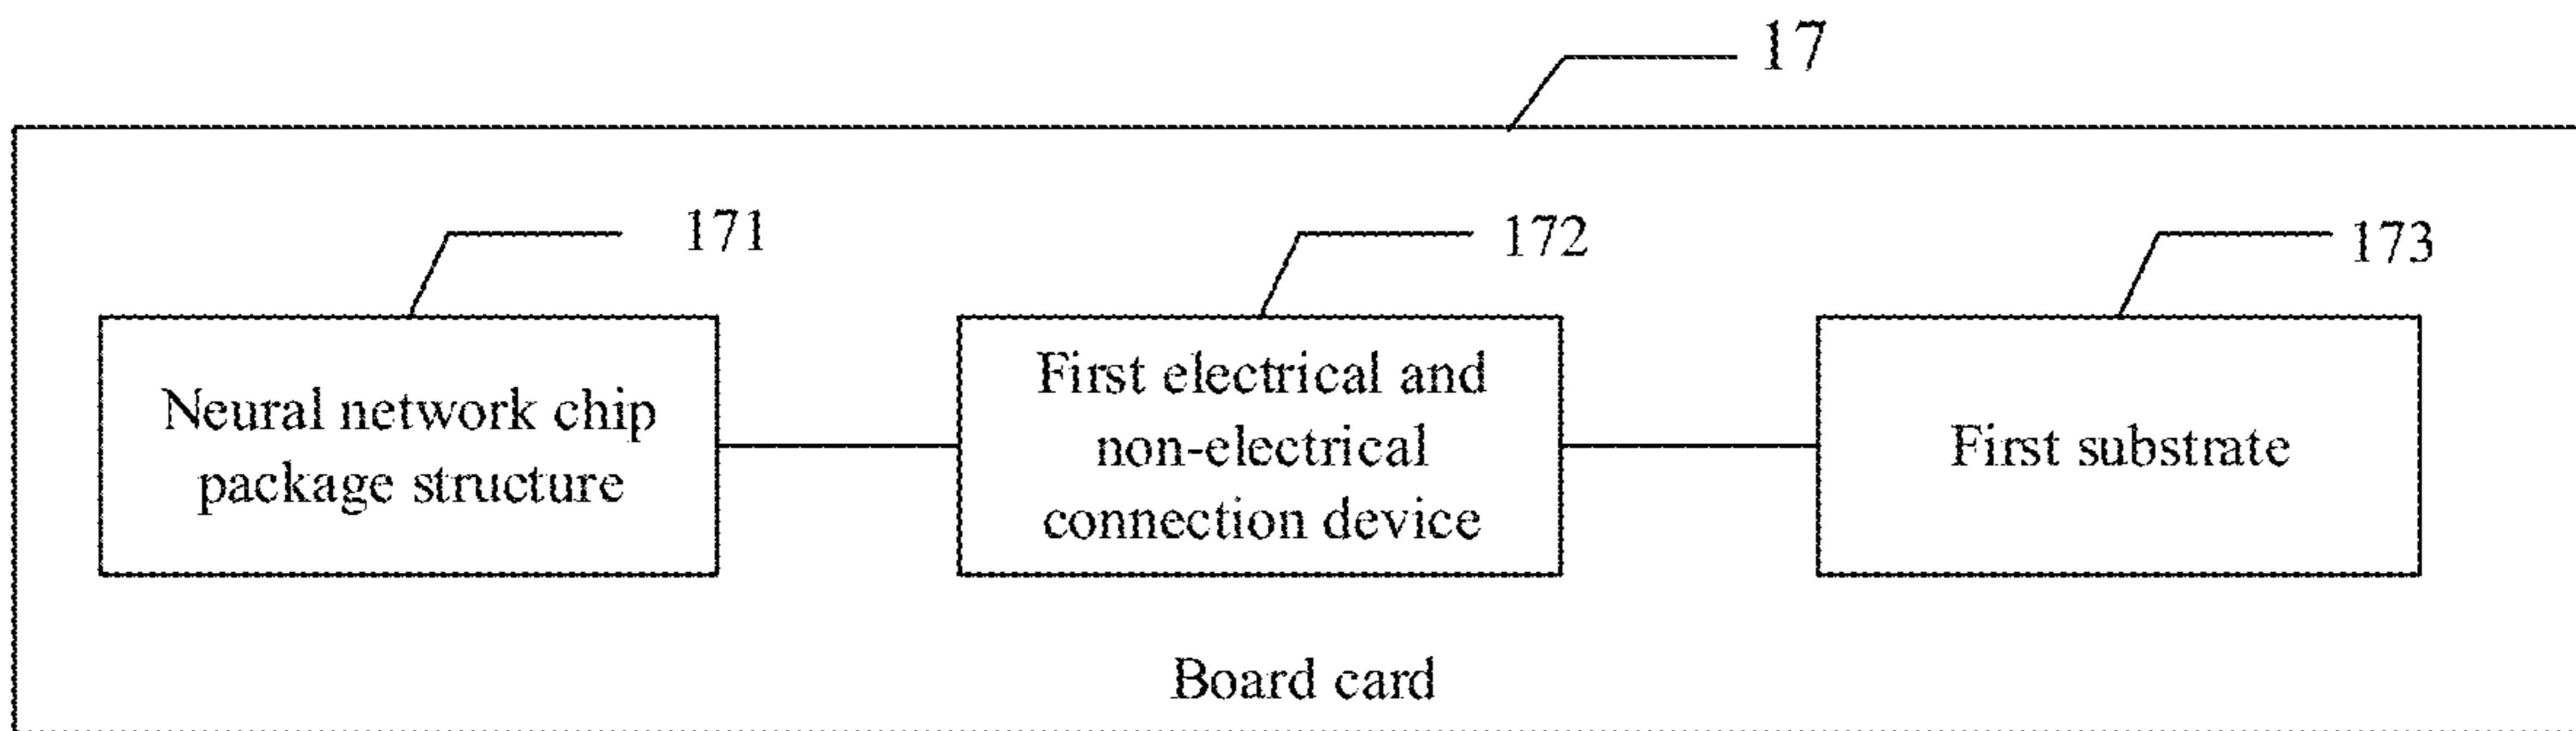 17
171
172
173
Neural network chip
package structure
First electrical and
non-electrical
connection device
First substrate
Board card